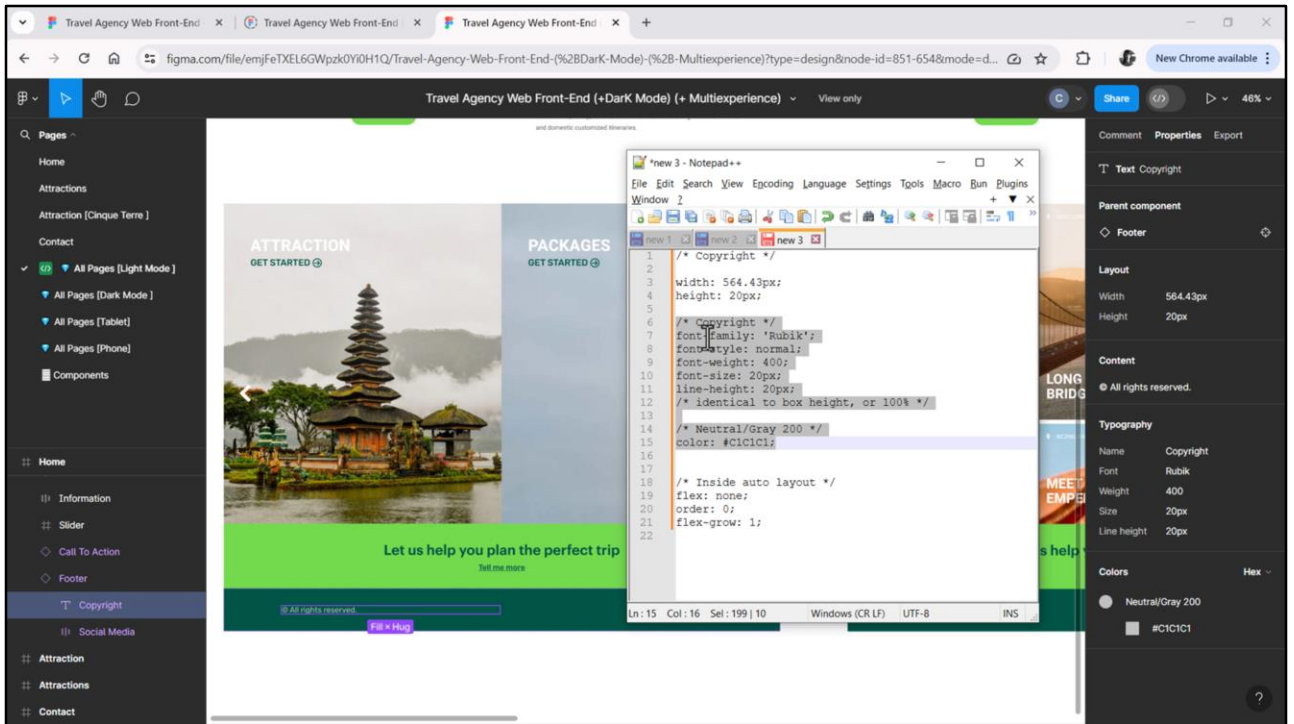 Travel Agency Web Front-End
Travel Agency Web Front-End
Travel Agency Web Front-End
figma.com/file/emjFeTXEL6GWpzk0Yi0H1Q/Travel-Agency-Web-Front-End-(%2BDarK-Mode)-(%2B-Multiexperience)?type=design&node-id=851-654&mode=d...
New Chrome available
Travel Agency Web Front-End (+DarK Mode) (+ Multiexperience)
View only
C
Share
46%
Pages
Home
Attractions
Attraction [Cinque Terre ]
Contact
All Pages [Light Mode ]
All Pages [Dark Mode ]
All Pages [Tablet]
All Pages [Phone]
Components
Home
Information
Slider
Call To Action
Footer
Copyright
Social Media
Attraction
Attractions
Contact
and domestic customized itineraries.
ATTRACTION
GET STARTED
PACKAGES
GET STARTED
Let us help you plan the perfect trip
Tell me more
© All rights reserved.
Fill × Hug
LONG
BRIDG
MEET
EMPE
s help
*new 3 - Notepad++
File Edit Search View Encoding Language Settings Tools Macro Run Plugins
Window ?
new 1 new 2 new 3
1 /* Copyright */
2
3 width: 564.43px;
4 height: 20px;
5
6 /* Copyright */
7 font-family: 'Rubik';
8 font-style: normal;
9 font-weight: 400;
10 font-size: 20px;
11 line-height: 20px;
12 /* identical to box height, or 100% */
13
14 /* Neutral/Gray 200 */
15 color: #C1C1C1;
16
17
18 /* Inside auto layout */
19 flex: none;
20 order: 0;
21 flex-grow: 1;
22
Ln : 15 Col : 16 Sel : 199 | 10 Windows (CR LF) UTF-8 INS
Comment Properties Export
Text Copyright
Parent component
Footer
Layout
Width 564.43px
Height 20px
Content
© All rights reserved.
Typography
Name Copyright
Font Rubik
Weight 400
Size 20px
Line height 20px
Colors Hex
Neutral/Gray 200
#C1C1C1
?